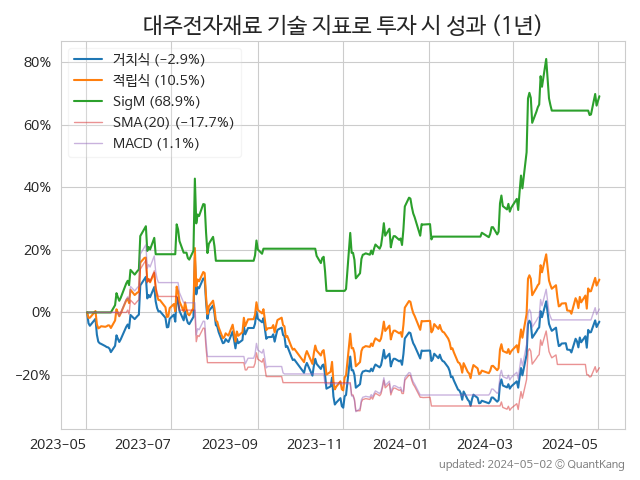 대주전자재료 기술 지표로 투자 시 성과 (1년)
거치식 (−2.9%)
적립식 (10.5%)
SigM (68.9%)
SMA(20) (−17.7%)
MACD (1.1%)
80%
60%
40%
20%
0%
−20%
2023-05 2023-07 2023-09 2023-11 2024-01 2024-03 2024-05
updated: 2024-05-02 © QuantKang